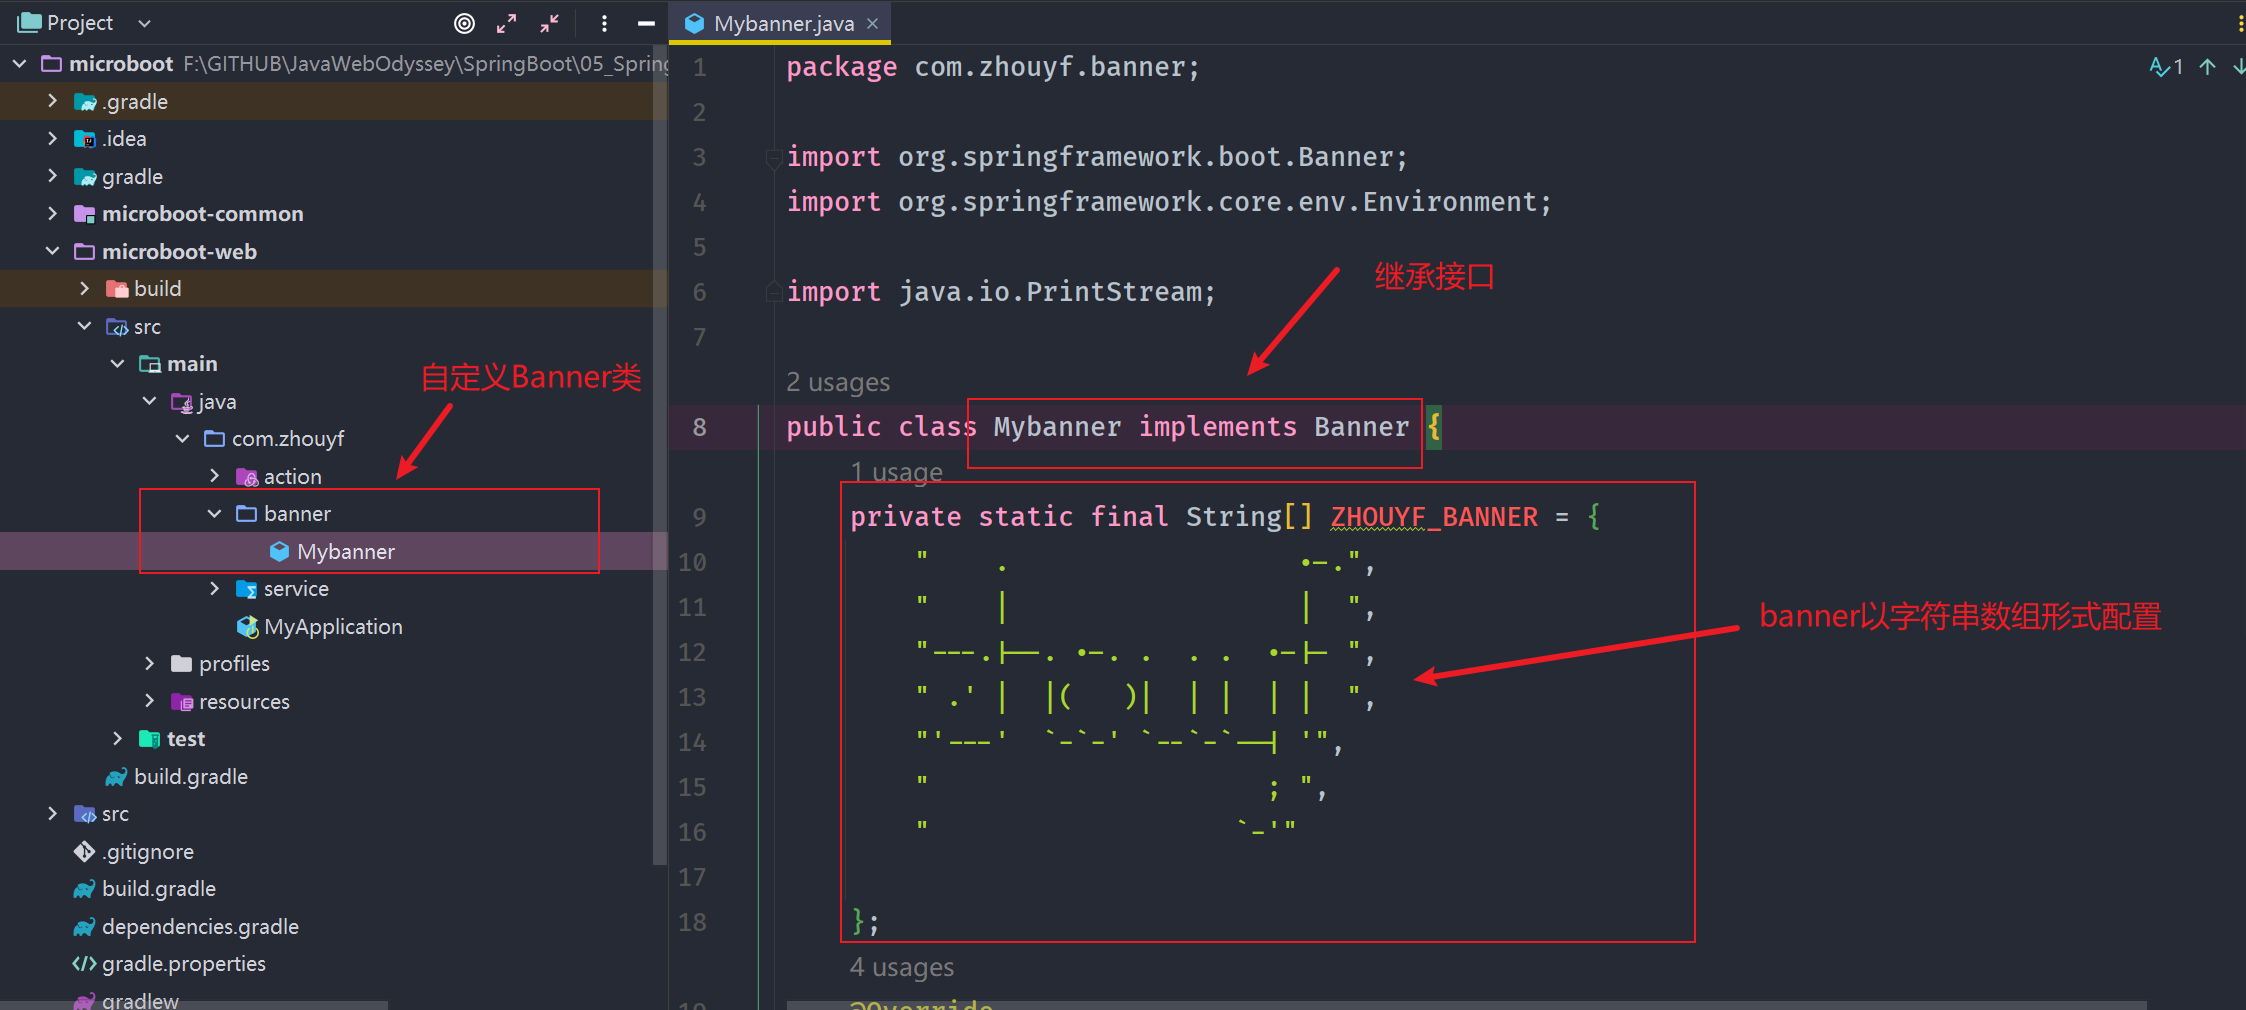 Project
microboot F:\GITHUB\JavaWebOdyssey\SpringBoot\05_Spring
.gradle
.idea
gradle
microboot-common
microboot-web
build
src
main
java
com.zhouyf
action
banner
Mybanner
service
MyApplication
profiles
resources
test
build.gradle
src
.gitignore
build.gradle
dependencies.gradle
gradle.properties
gradlew
自定义Banner类
Mybanner.java
1
1 package com.zhouyf.banner;
2
3 import org.springframework.boot.Banner;
4 import org.springframework.core.env.Environment;
5
6 import java.io.PrintStream;
7
继承接口
2 usages
8 public class Mybanner implements Banner {
1 usage
9 private static final String[] ZHOUYF_BANNER = {
10 "    .                  .-.",
11 "    |                  |  ",
12 "---.|--. .-. .  . .  .-|- ",
13 " .' |  |(   )|  | |  | |  ",
14 "'---'  `-`-' `--`-`--| '",
15 "                     ; ",
16 "                   `-'"
17
18 };
banner以字符串数组形式配置
4 usages
19 @Override